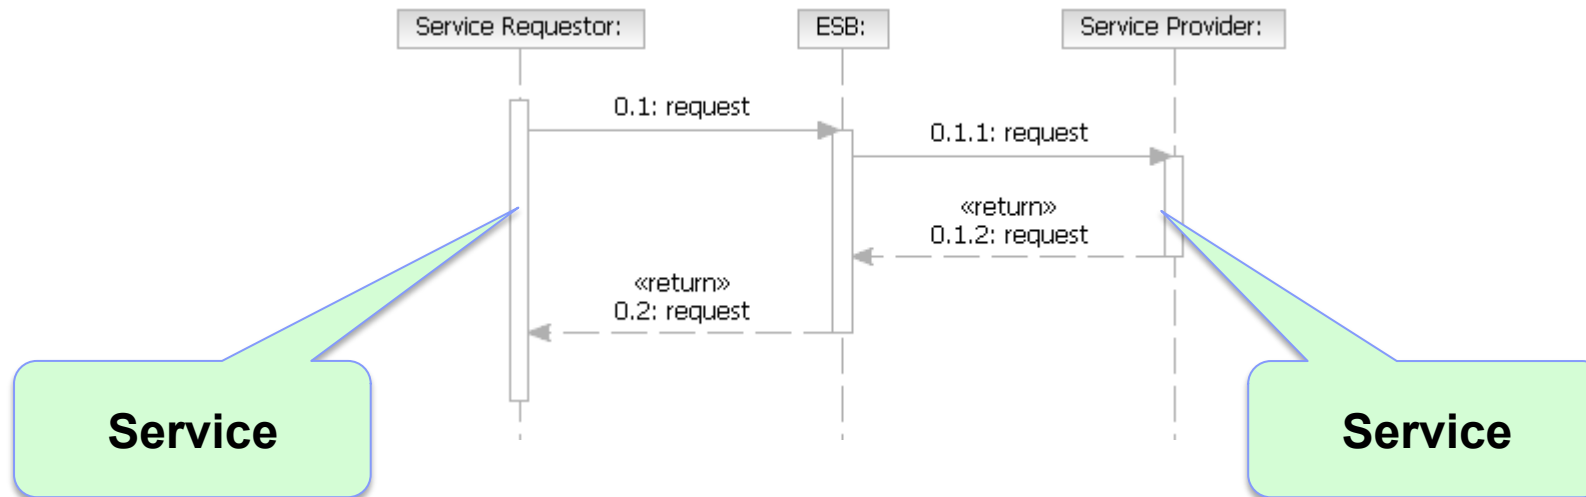 Service Requestor:
ESB:
Service Provider:
0.1: request
0.1.1: request
«return»
0.1.2: request
«return»
0.2: request
Service
Service